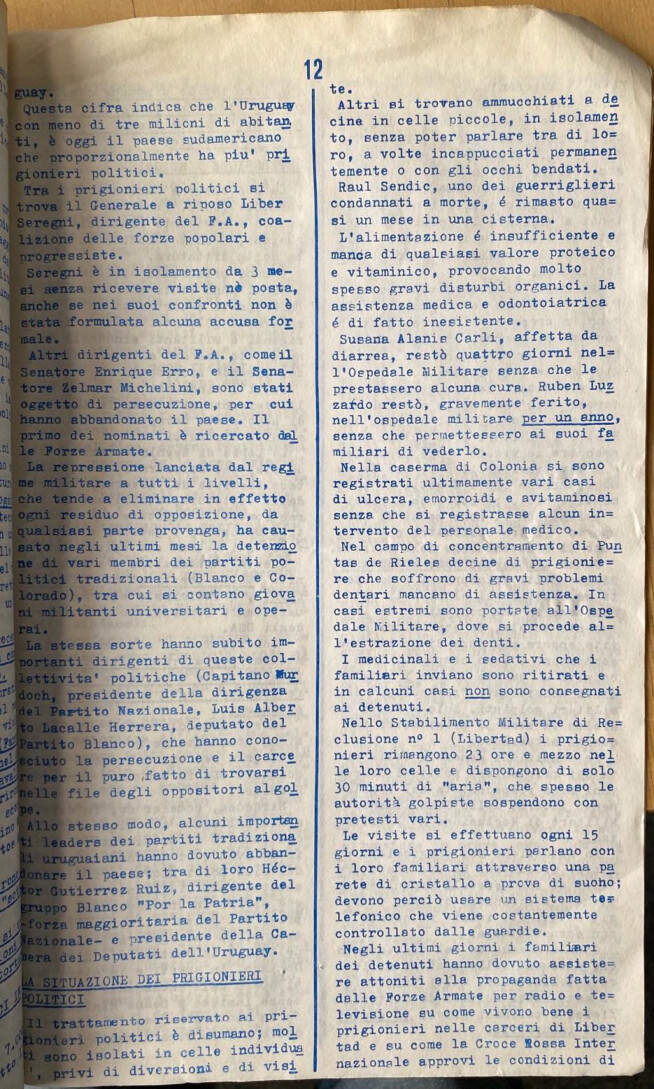 12
guay.
Questa cifra indica che l'Uruguay
con meno di tre milioni di abitan
ti, è oggi il paese sudamericano
che proporzionalmente ha piu' pri
gionieri politici.
Tra i prigionieri politici si
trova il Generale a riposo Liber
Seregni, dirigente del F.A., coa-
lizione delle forze popolari e
progressiste.
Seregni è in isolamento da 3 me-
si senza ricevere visite nè posta,
anche se nei suoi confronti non è
stata formulata alcuna accusa for
male.
Altri dirigenti del F.A., comeil
Senatore Enrique Erro, e il Sena-
tore Zelmar Michelini, sono stati
oggetto di persecuzione, per cui
hanno abbandonato il paese. Il
primo dei nominati è ricercato dal
le Forze Armate.
La repressione lanciata dal regi
me militare a tutti i livelli,
che tende a eliminare in effetto
ogni residuo di opposizione, da
qualsiasi parte provenga, ha cau-
sato negli ultimi mesi la detenzio
ne di vari membri dei partiti po-
litici tradizionali (Blanco e Co-
lorado), tra cui si contano giova
ni militanti universitari e ope-
rai.
La stessa sorte hanno subito im-
portanti dirigenti di queste col-
lettivita' politiche (Capitano Mur
doch, presidente della dirigenza
del Partito Nazionale, Luis Alber
to Lacalle Herrera, deputato del
Partito Blanco), che hanno cono-
sciuto la persecuzione e il carce
re per il puro fatto di trovarsi
nelle file degli oppositori al gol
pe.
Allo stesso modo, alcuni importan
ti leaders dei partiti tradiziona
li uruguaiani hanno dovuto abban-
donare il paese; tra di loro Héc-
tor Gutierrez Ruiz, dirigente del
gruppo Blanco "Por la Patria",
-forza maggioritaria del Partito
Nazionale- e presidente della Ca-
mera dei Deputati dell'Uruguay.
LA SITUAZIONE DEI PRIGIONIERI
POLITICI
Il trattamento riservato ai pri-
gionieri politici è disumano; mol
ti sono isolati in celle individua
', privi di diversioni e di visi
te.
Altri si trovano ammucchiati a de
cine in celle piccole, in isolamen
to, senza poter parlare tra di lo=
ro, a volte incappucciati permanen
temente o con gli occhi bendati.
Raul Sendic, uno dei guerriglieri
condannati a morte, é rimasto qua=
si un mese in una cisterna.
L'alimentazione é insufficiente e
manca di qualsiasi valore proteico
e vitaminico, provocando molto
spesso gravi disturbi organici. La
assistenza medica e odontoiatrica
é di fatto inesistente.
Susana Alanis Carli, affetta da
diarrea, restò quattro giorni nel=
l'Ospedale Militare senza che le
prestassero alcuna cura. Ruben Luz
zardo restò, gravemente ferito,
nell'ospedale militare per un anno,
senza che permettessero ai suoi fa
miliari di vederlo.
Nella caserma di Colonia si sono
registrati ultimamente vari casi
di ulcera, emorroidi e avitaminosi
senza che si registrasse alcun in=
tervento del personale medico.
Nel campo di concentramento di Pun
tas de Rieles decine di prigionie=
re che soffrono di gravi problemi
dentari mancano di assistenza. In
casi estremi sono portate all'Ospe
dale Militare, dove si procede al=
l'estrazione dei denti.
I medicinali e i sedativi che i
familiari inviano sono ritirati e
in calcuni casi non sono consegnati
ai detenuti.
Nello Stabilimento Militare di Re=
clusione n° 1 (Libertad) i prigio=
nieri rimangono 23 ore e mezzo nel
le loro celle e dispongono di solo
30 minuti di "aria", che spesso le
autorità golpiste sospendono con
pretesti vari.
Le visite si effettuano ogni 15
giorni e i prigionieri parlano con
i loro familiari attraverso una pa
rete di cristallo a prova di suono;
devono perciò usare un sistema te=
lefonico che viene costantemente
controllato dalle guardie.
Negli ultimi giorni i familiari
dei detenuti hanno dovuto assiste=
re attoniti alla propaganda fatta
dalle Forze Armate per radio e te=
levisione su come vivono bene i
prigionieri nelle carceri di Liber
tad e su come la Croce Rossa Inter
nazionale approvi le condizioni di